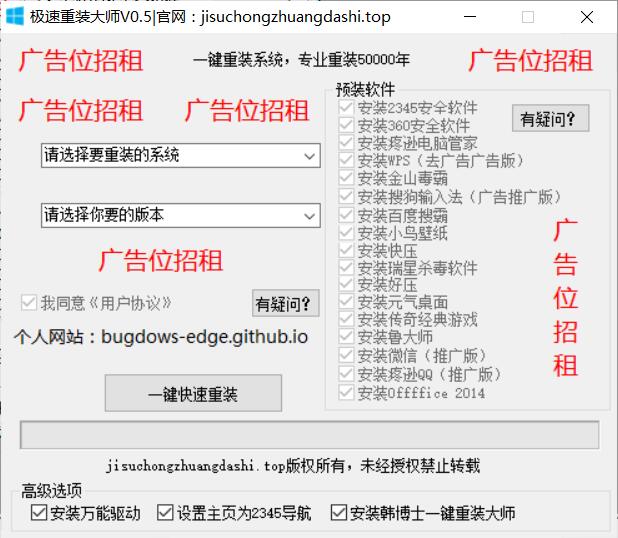 极速重装大师V0.5|官网：jisuchongzhuangdashi.top
广告位招租
一键重装系统，专业重装50000年
广告位招租
广告位招租
广告位招租
请选择要重装的系统
请选择你要的版本
广告位招租
我同意《用户协议》
有疑问？
个人网站：bugdows-edge.github.io
一键快速重装
预装软件
安装2345安全软件
安装360安全软件
安装疼逊电脑管家
安装WPS（去广告广告版）
安装金山毒霸
安装搜狗输入法（广告推广版）
安装百度搜霸
安装小鸟壁纸
安装快压
安装瑞星杀毒软件
安装好压
安装元气桌面
安装传奇经典游戏
安装鲁大师
安装微信（推广版）
安装疼逊QQ（推广版）
安装Offffice 2014
有疑问？
广告位招租
jisuchongzhuangdashi.top版权所有，未经授权禁止转载
高级选项
安装万能驱动
设置主页为2345导航
安装韩博士一键重装大师